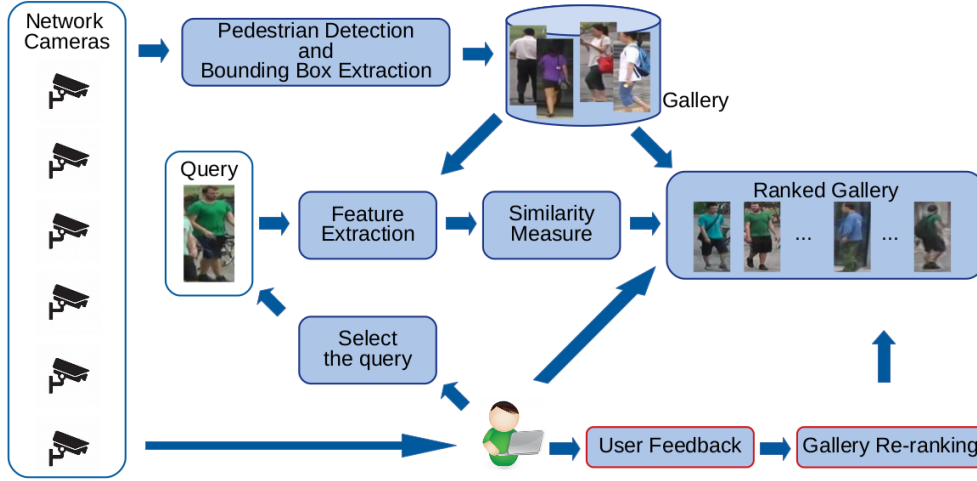 Network
Cameras
Pedestrian Detection
and
Bounding Box Extraction
Gallery
Query
Feature
Extraction
Similarity
Measure
Ranked Gallery
...
...
Select
the query
User Feedback
Gallery Re-ranking